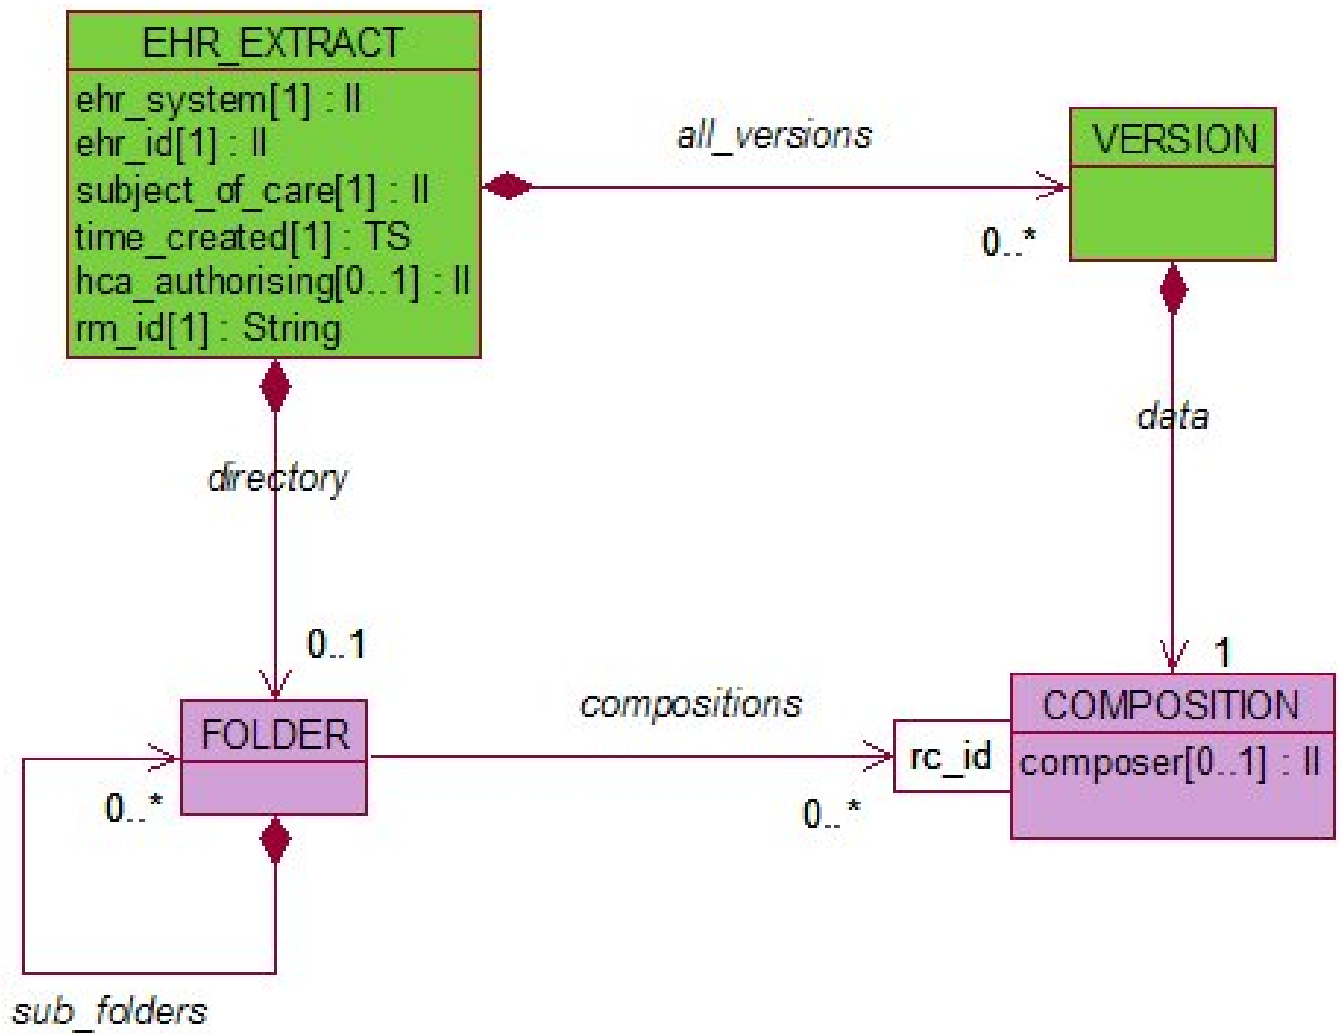 EHR_EXTRACT
ehr_system[1] : II
ehr_id[1] : II
subject_of_care[1] : II
time_created[1] : TS
hca_authorising[0..1] : II
rm_id[1] : String
all_versions
0..*
VERSION
directory
0..1
data
1
FOLDER
0..*
sub_folders
compositions
0..*
rc_id
COMPOSITION
composer[0..1] : II